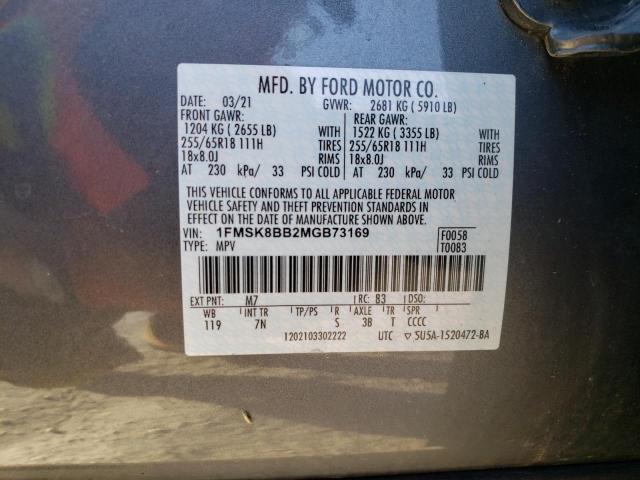 MFD. BY FORD MOTOR CO.
DATE: 03/21 GVWR: 2681 KG ( 5910 LB)
FRONT GAWR: REAR GAWR:
1204 KG ( 2655 LB) WITH 1522 KG ( 3355 LB) WITH
255/65R18 111H TIRES 255/65R18 111H TIRES
18x8.0J RIMS 18x8.0J RIMS
AT 230 kPa/ 33 PSI COLD AT 230 kPa/ 33 PSI COLD
THIS VEHICLE CONFORMS TO ALL APPLICABLE FEDERAL MOTOR
VEHICLE SAFETY AND THEFT PREVENTION STANDARDS IN
EFFECT ON THE DATE OF MANUFACTURE SHOWN ABOVE.
VIN: 1FMSK8BB2MGB73169 F0058
TYPE: MPV T0083
EXT PNT: M7 RC: 83 DSO:
WB INT TR TP/PS R AXLE TR SPR
119 7N S 3B T CCCC
1202103302222 UTC ▽ 5U5A-1520472-BA